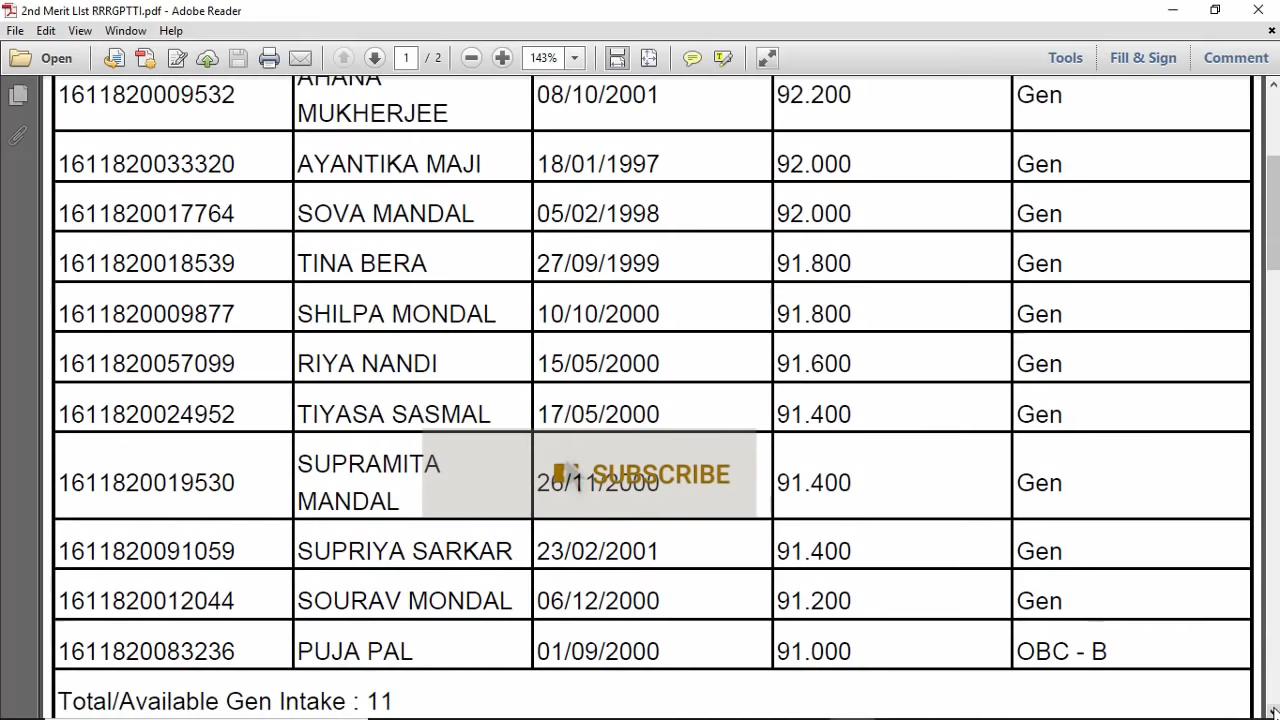 2nd Merit LIst RRRGPTTI.pdf - Adobe Reader
File Edit View Window Help
Open 1 / 2 143% Tools Fill & Sign Comment
1611820009532 AHANA MUKHERJEE 08/10/2001 92.200 Gen
1611820033320 AYANTIKA MAJI 18/01/1997 92.000 Gen
1611820017764 SOVA MANDAL 05/02/1998 92.000 Gen
1611820018539 TINA BERA 27/09/1999 91.800 Gen
1611820009877 SHILPA MONDAL 10/10/2000 91.800 Gen
1611820057099 RIYA NANDI 15/05/2000 91.600 Gen
1611820024952 TIYASA SASMAL 17/05/2000 91.400 Gen
1611820019530 SUPRAMITA MANDAL 91.400 Gen
SUBSCRIBE
1611820091059 SUPRIYA SARKAR 23/02/2001 91.400 Gen
1611820012044 SOURAV MONDAL 06/12/2000 91.200 Gen
1611820083236 PUJA PAL 01/09/2000 91.000 OBC - B
Total/Available Gen Intake : 11